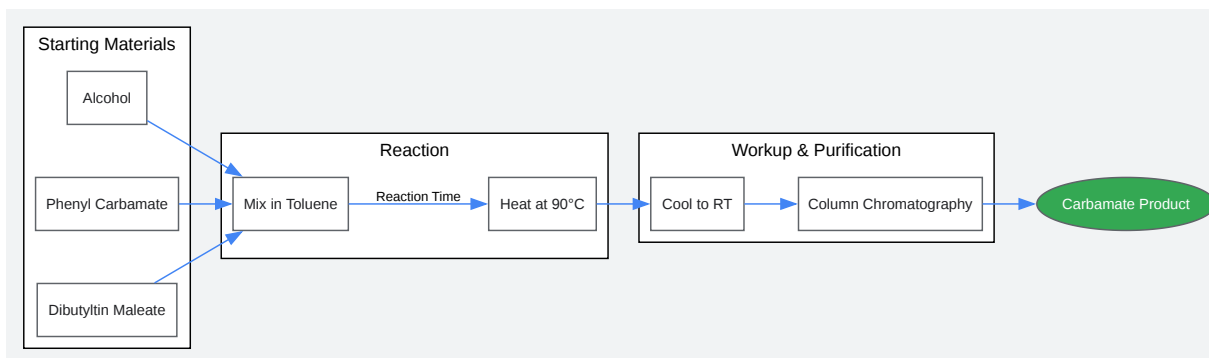 Starting Materials
Alcohol
Phenyl Carbamate
Dibutyltin Maleate
Reaction
Mix in Toluene
Reaction Time
Heat at 90°C
Workup & Purification
Cool to RT
Column Chromatography
Carbamate Product